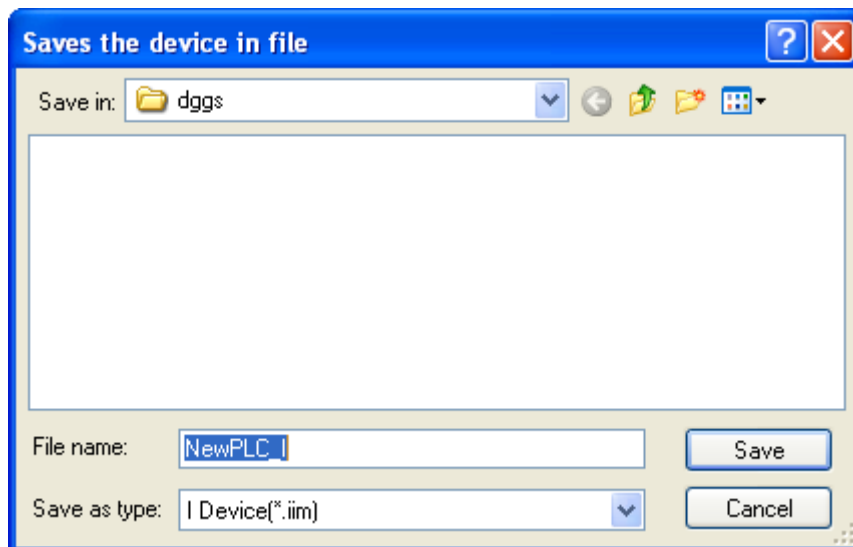 Saves the device in file
Save in: dggs
File name: NewPLC_I
Save
Save as type: I Device(*.iim)
Cancel